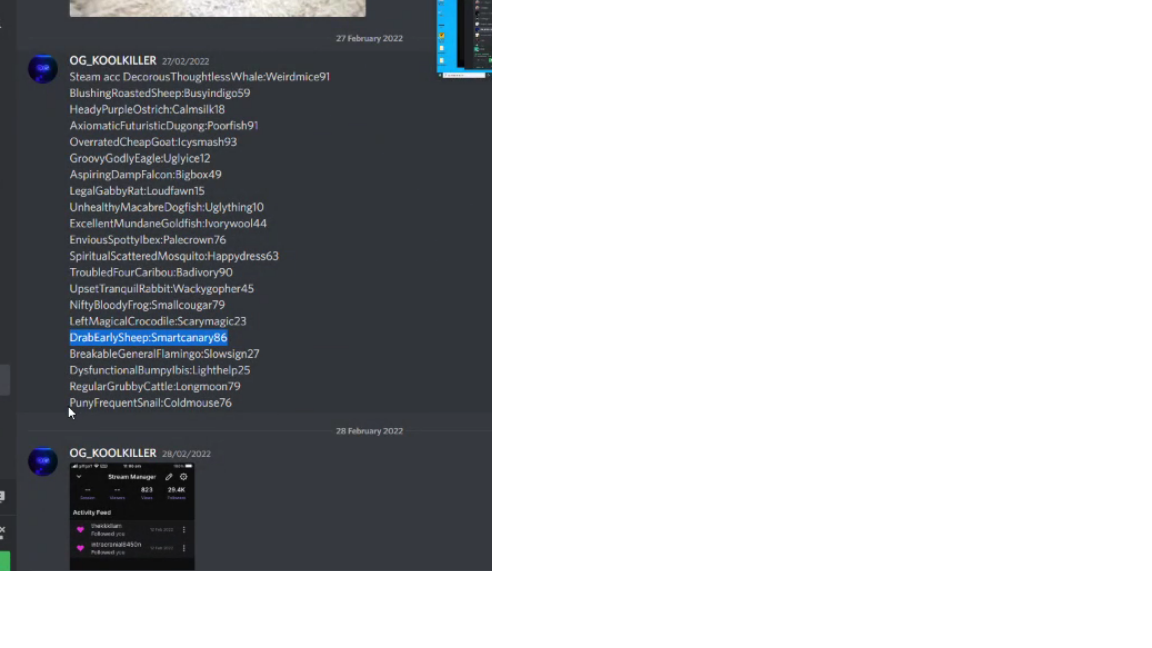 27 February 2022
OG_KOOLKILLER 27/02/2022
Steam acc DecorousThoughtlessWhale:Weirdmice91
BlushingRoastedSheep:Busyindigo59
HeadyPurpleOstrich:Calmsilk18
AxiomaticFuturisticDugong:Poorfish91
OverratedCheapGoat:Icysmash93
GroovyGodlyEagle:Uglyice12
AspiringDampFalcon:Bigbox49
LegalGabbyRat:Loudfawn15
UnhealthyMacabreDogfish:Uglything10
ExcellentMundaneGoldfish:Ivorywool44
EnviousSpottyIbex:Palecrown76
SpiritualScatteredMosquito:Happydress63
TroubledFourCaribou:Badivory90
UpsetTranquilRabbit:Wackygopher45
NiftyBloodyFrog:Smallcougar79
LeftMagicalCrocodile:Scarymagic23
DrabEarlySheep:Smartcanary86
BreakableGeneralFlamingo:Slowsign27
DysfunctionalBumpyIbis:Lighthelp25
RegularGrubbyCattle:Longmoon79
PunyFrequentSnail:Coldmouse76
28 February 2022
OG_KOOLKILLER 28/02/2022
Stream Manager
-- -- 823 29.4K
Activity Feed
Followed you
Followed you